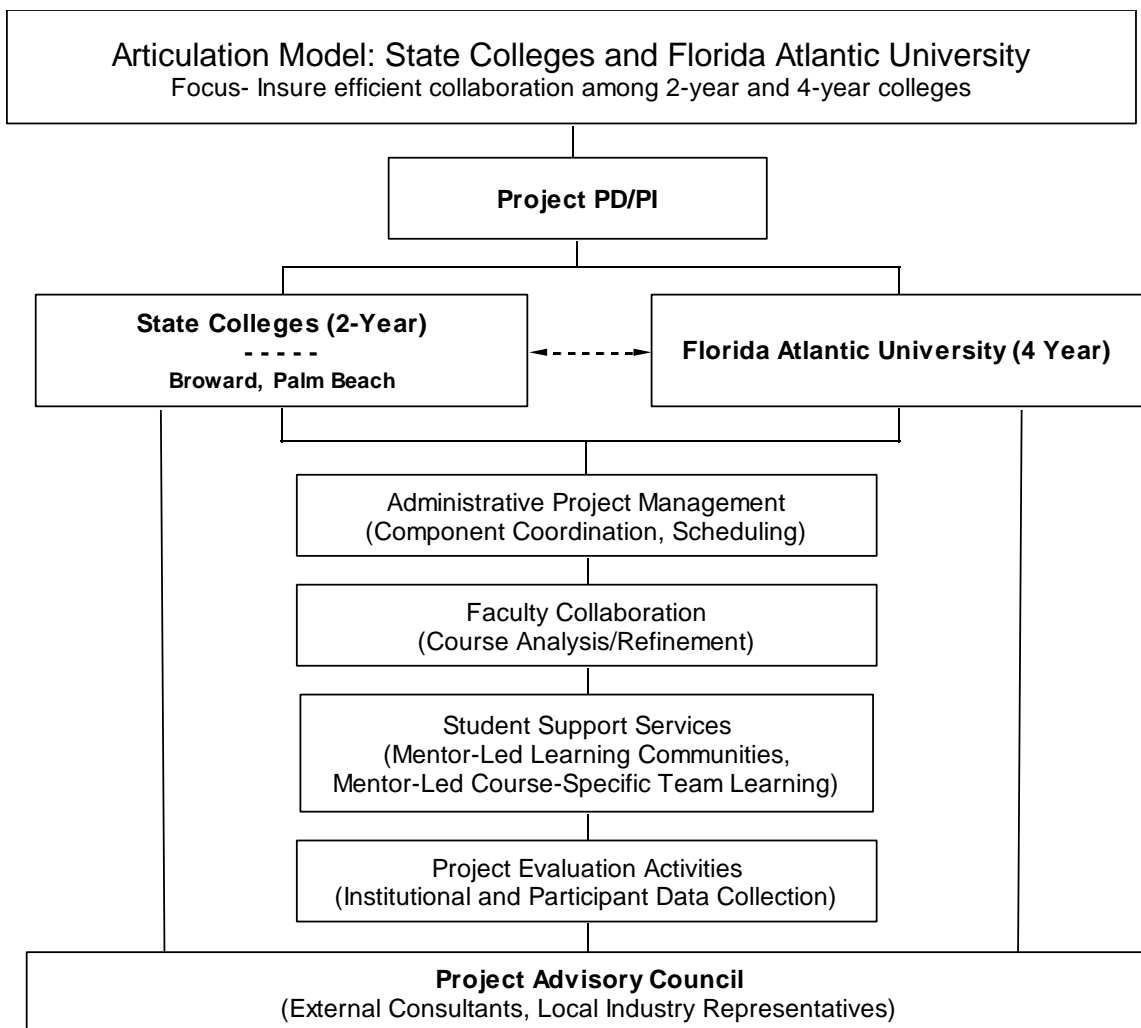 Articulation Model: State Colleges and Florida Atlantic University
Focus- Insure efficient collaboration among 2-year and 4-year colleges
Project PD/PI
State Colleges (2-Year)
- - - - -
Broward, Palm Beach
Florida Atlantic University (4 Year)
Administrative Project Management
(Component Coordination, Scheduling)
Faculty Collaboration
(Course Analysis/Refinement)
Student Support Services
(Mentor-Led Learning Communities,
Mentor-Led Course-Specific Team Learning)
Project Evaluation Activities
(Institutional and Participant Data Collection)
Project Advisory Council
(External Consultants, Local Industry Representatives)